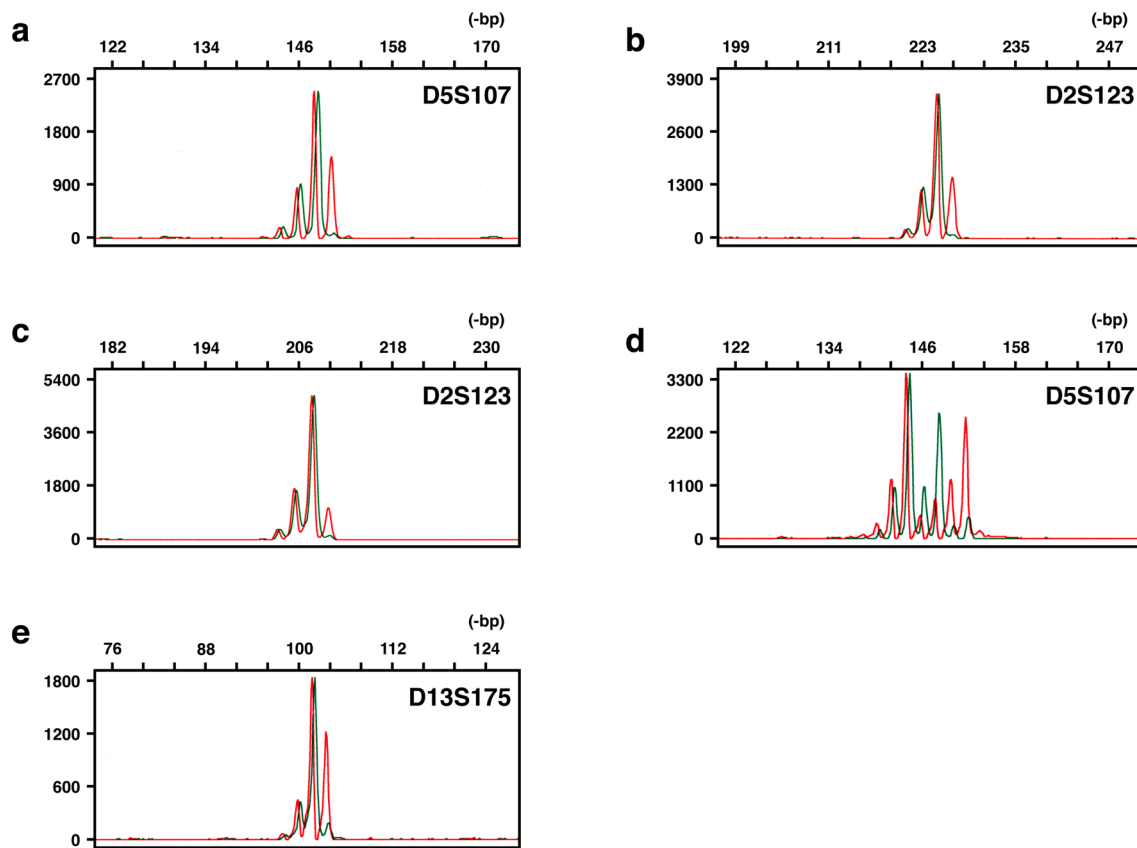 a
(-bp)
122 134 146 158 170
2700
1800
900
0
D5S107
b
(-bp)
199 211 223 235 247
3900
2600
1300
0
D2S123
c
(-bp)
182 194 206 218 230
5400
3600
1800
0
D2S123
d
(-bp)
122 134 146 158 170
3300
2200
1100
0
D5S107
e
(-bp)
76 88 100 112 124
1800
1200
600
0
D13S175